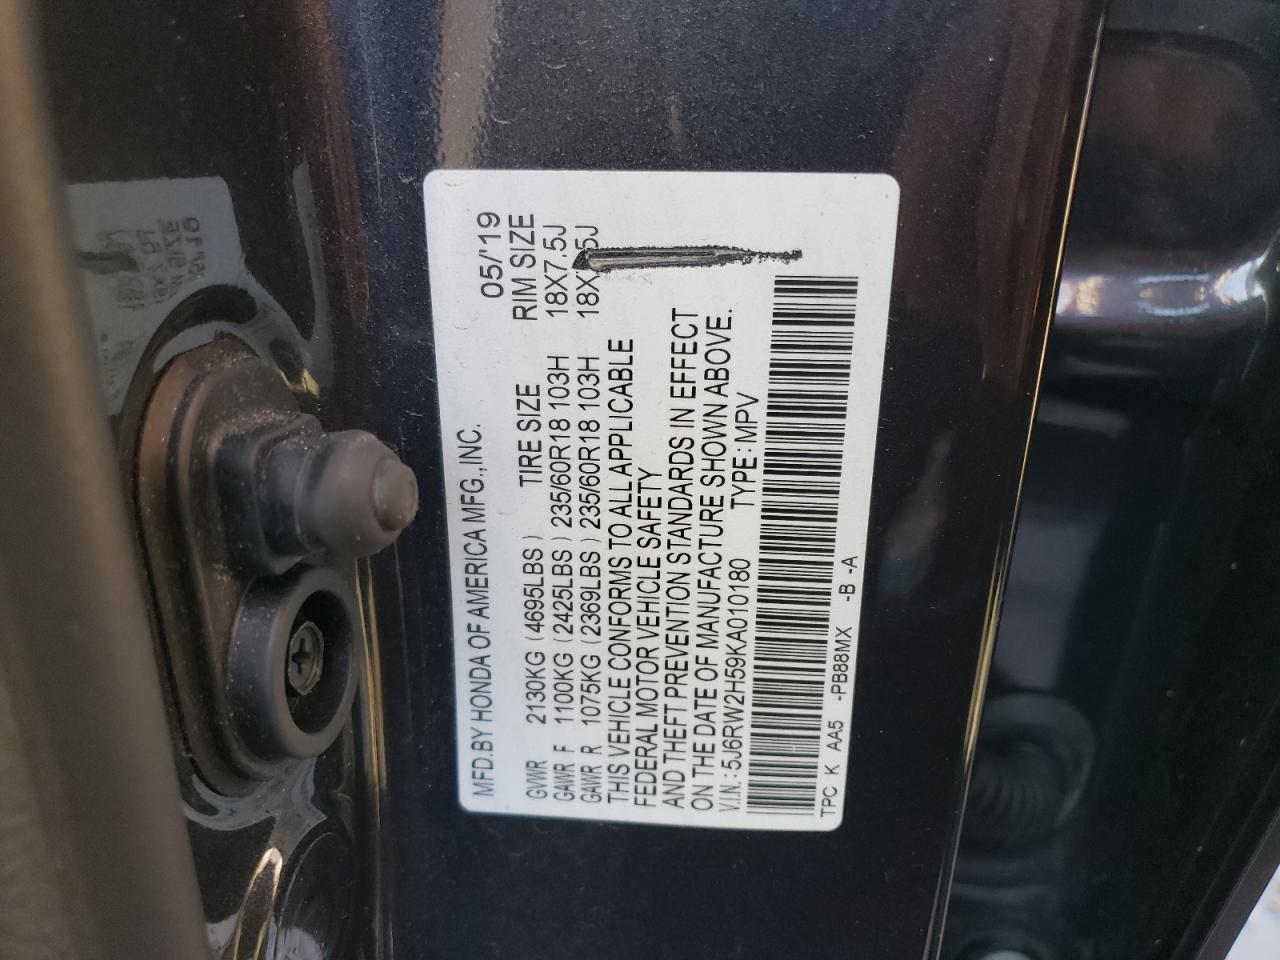 MFD.BY HONDA OF AMERICA MFG.,INC. 05/'19
TIRE SIZE RIM SIZE
GVWR 2130KG (4695LBS)
GAWR F 1100KG (2425LBS) 235/60R18 103H 18X7.5J
GAWR R 1075KG (2369LBS) 235/60R18 103H 18X7.5J
THIS VEHICLE CONFORMS TO ALL APPLICABLE
FEDERAL MOTOR VEHICLE SAFETY
AND THEFT PREVENTION STANDARDS IN EFFECT
ON THE DATE OF MANUFACTURE SHOWN ABOVE.
V.I.N.: 5J6RW2H59KA010180 TYPE: MPV
TPC K AA5 -PB88MX -B -A